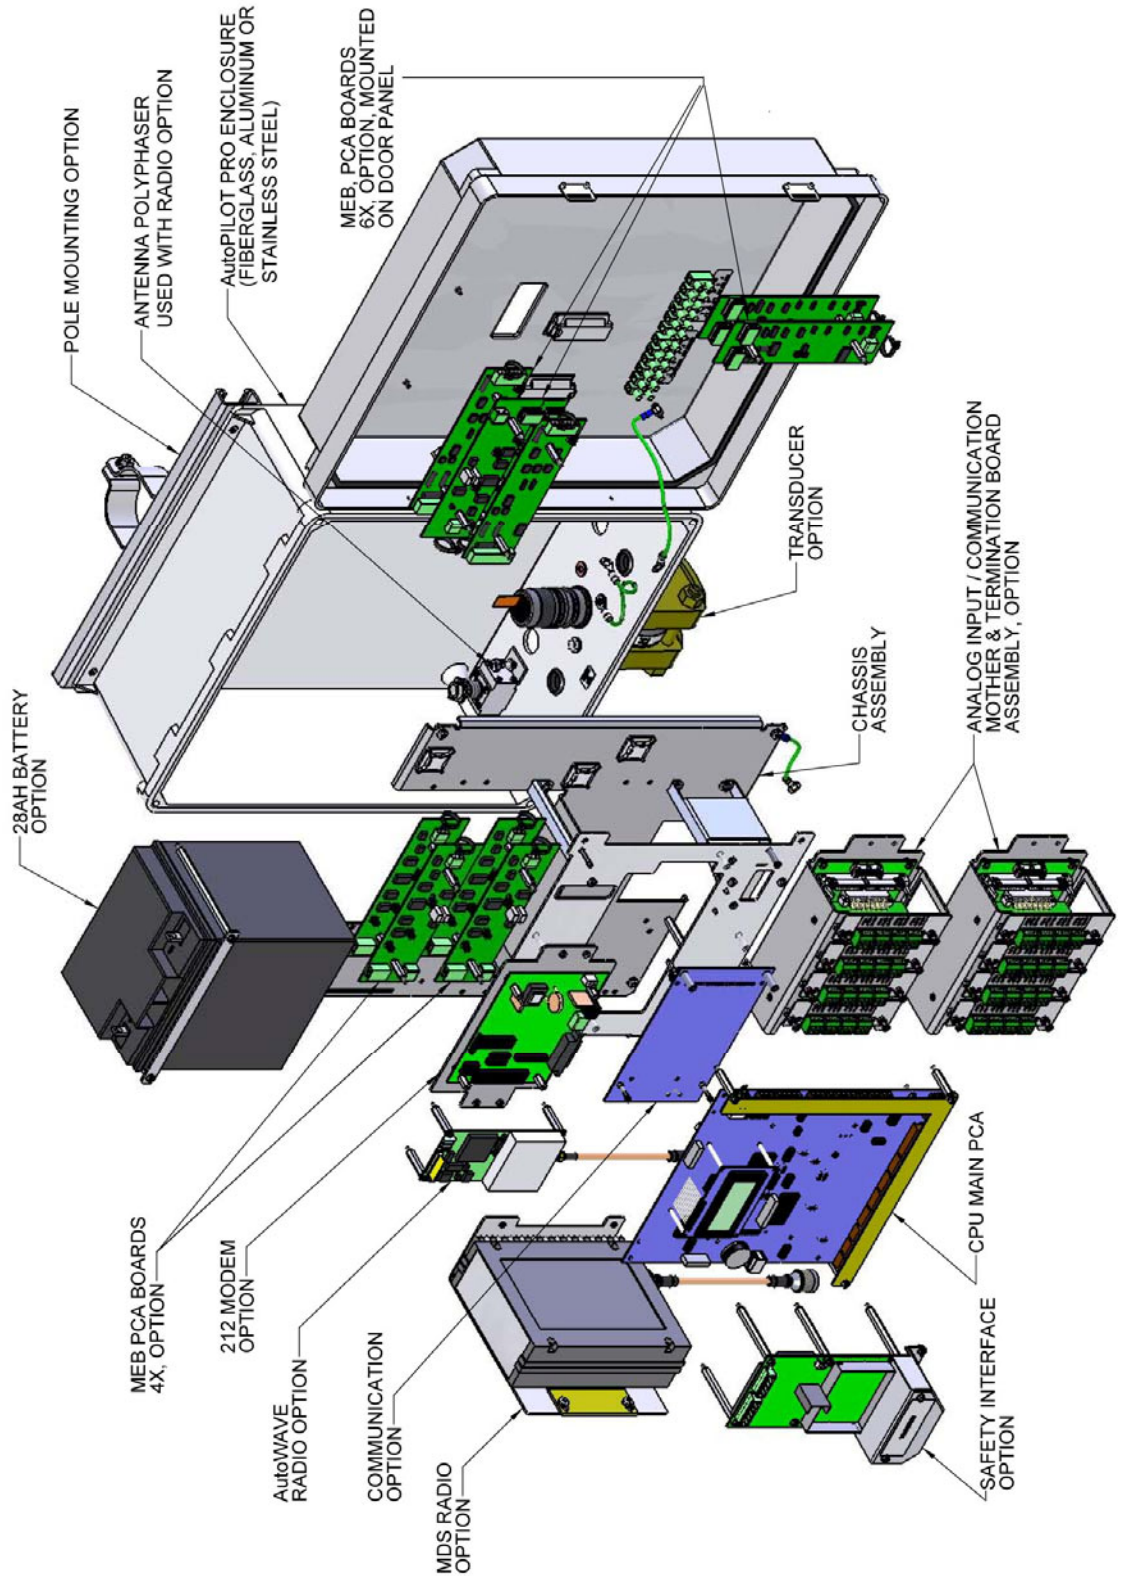 28AH BATTERY
OPTION
POLE MOUNTING OPTION
ANTENNA POLYPHASER
USED WITH RADIO OPTION
AutoPILOT PRO ENCLOSURE
(FIBERGLASS, ALUMINUM OR
STAINLESS STEEL)
MEB, PCA BOARDS
6X, OPTION, MOUNTED
ON DOOR PANEL
MEB PCA BOARDS
4X, OPTION
212 MODEM
OPTION
AutoWAVE
RADIO OPTION
COMMUNICATION
OPTION
MDS RADIO
OPTION
TRANSDUCER
OPTION
CHASSIS
ASSEMBLY
ANALOG INPUT / COMMUNICATION
MOTHER & TERMINATION BOARD
ASSEMBLY, OPTION
CPU MAIN PCA
SAFETY INTERFACE
OPTION